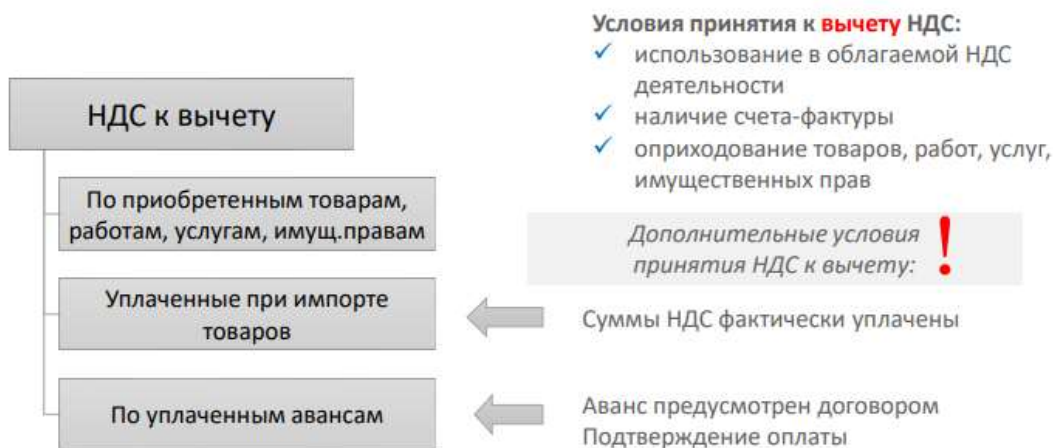 НДС к вычету
По приобретенным товарам,
работам, услугам, имущ.правам
Уплаченные при импорте
товаров
По уплаченным авансам
Условия принятия к вычету НДС:
использование в облагаемой НДС
деятельности
наличие счета-фактуры
оприходование товаров, работ, услуг,
имущественных прав
Дополнительные условия
принятия НДС к вычету:
!
Суммы НДС фактически уплачены
Аванс предусмотрен договором
Подтверждение оплаты